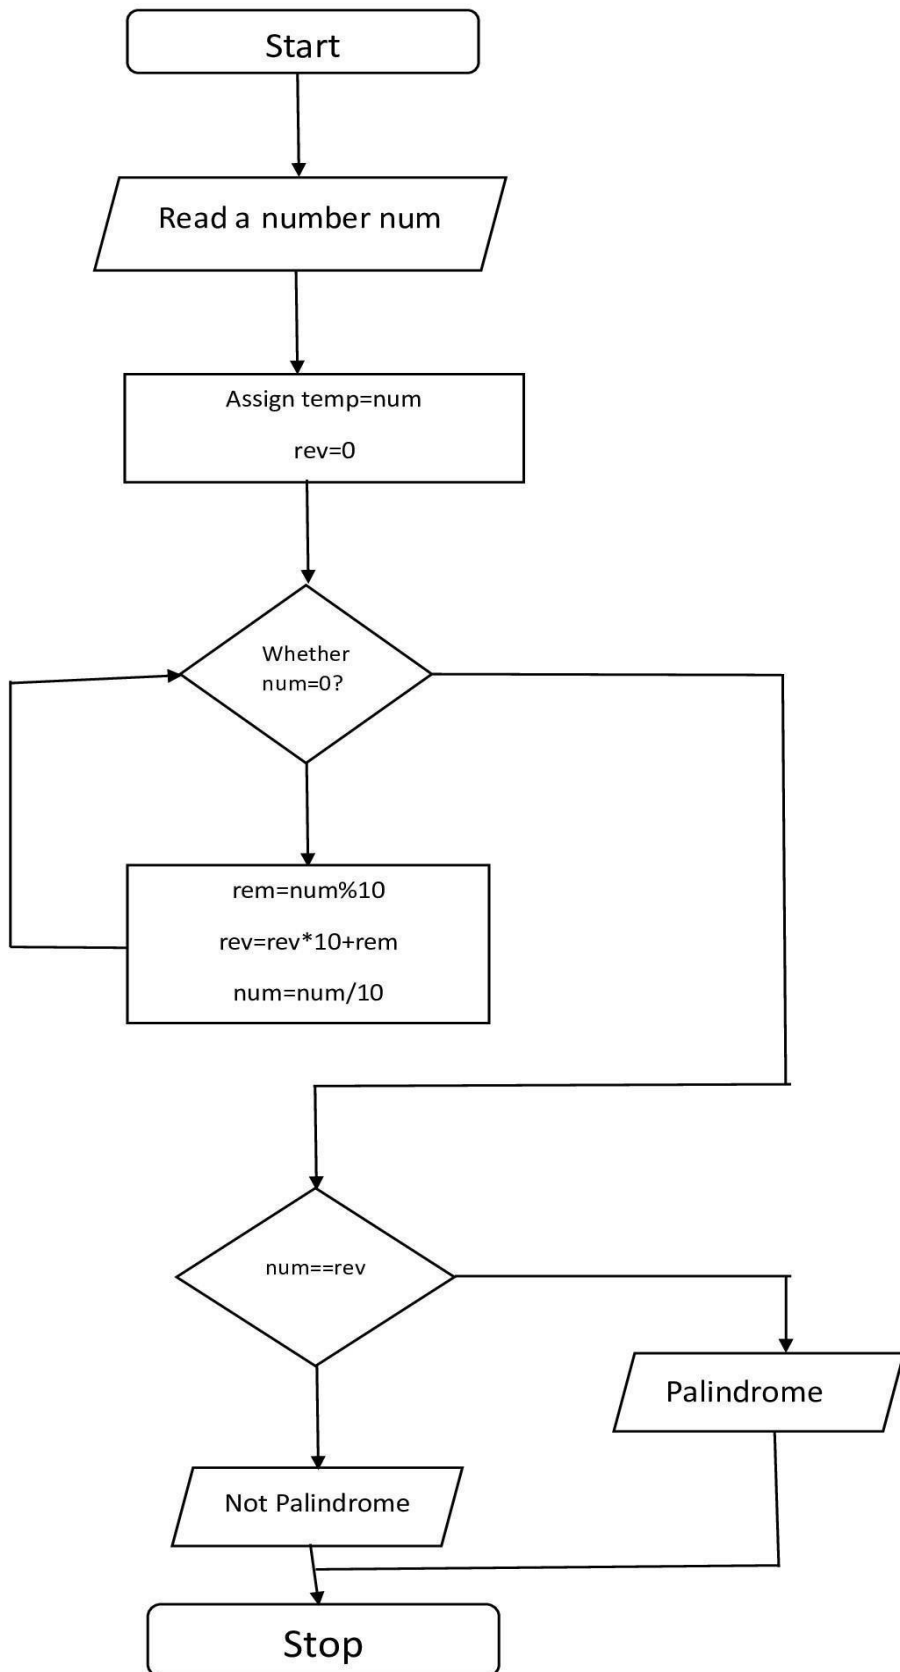 Start
Read a number num
Assign temp=num
rev=0
Whether
num=0?
rem=num%10
rev=rev*10+rem
num=num/10
num==rev
Palindrome
Not Palindrome
Stop